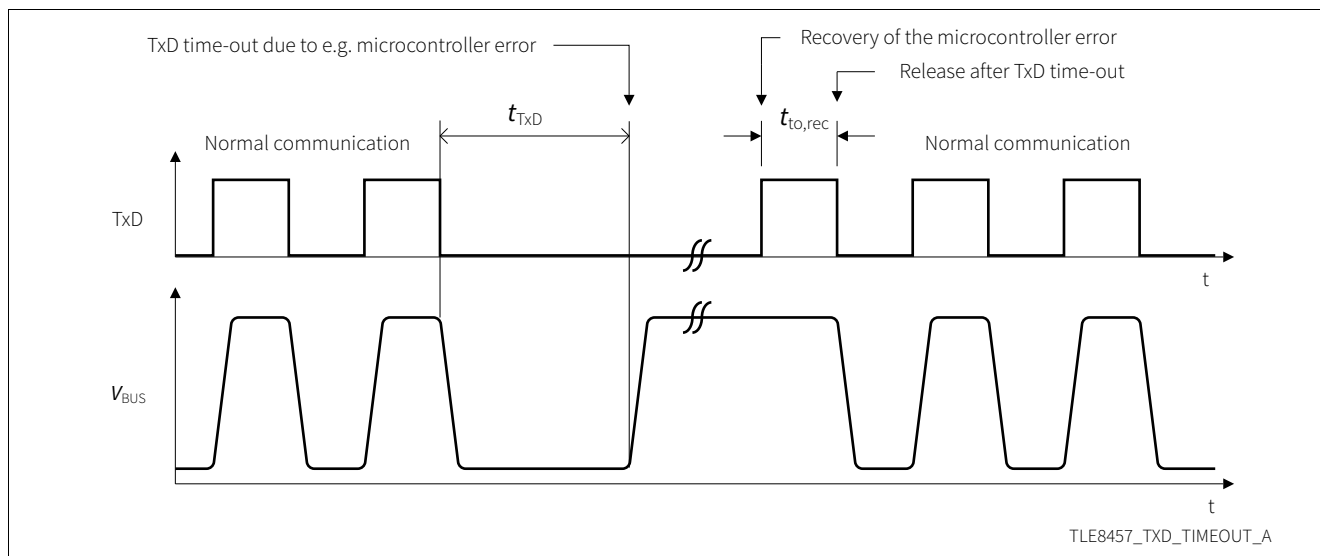 TxD time-out due to e.g. microcontroller error
Recovery of the microcontroller error
Release after TxD time-out
tTxD
tto,rec
Normal communication
Normal communication
TxD
t
VBUS
t
TLE8457_TXD_TIMEOUT_A